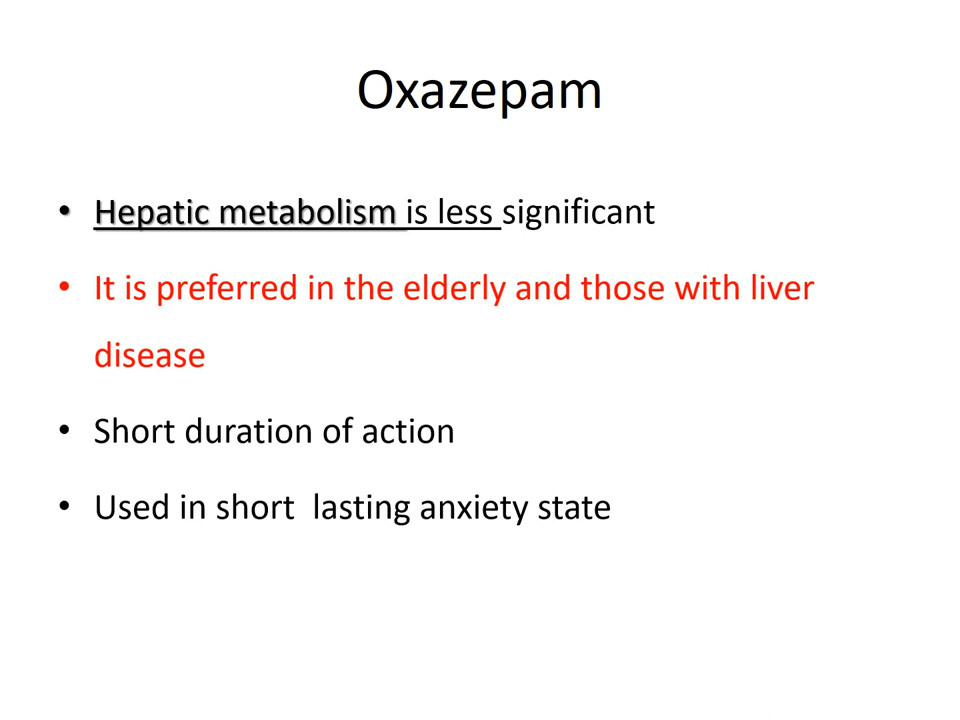 Oxazepam
• Hepatic metabolism is less significant
• It is preferred in the elderly and those with liver
disease
• Short duration of action
• Used in short  lasting anxiety state